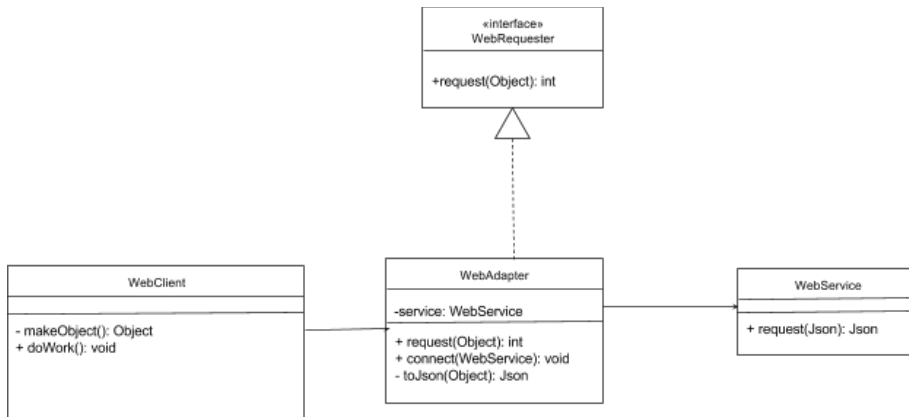 «interface»
WebRequester
+request(Object): int
WebClient
- makeObject(): Object
+ doWork(): void
WebAdapter
-service: WebService
+ request(Object): int
+ connect(WebService): void
- toJson(Object): Json
WebService
+ request(Json): Json